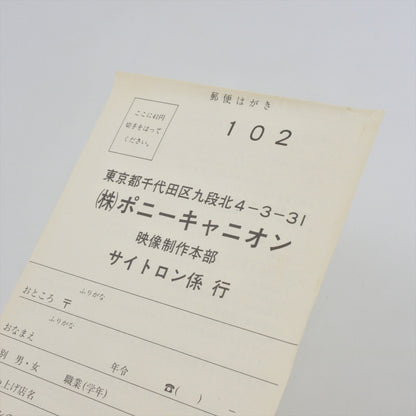 郵便はがき
ここに41円
切手をはって
ください。
102
東京都千代田区九段北4-3-31
(株)ポニーキャニオン
映像制作本部
サイトロン係 行
ふりがな
おところ 〒
ふりがな
おなまえ
別 男・女 年令 ☎( )
上げ店名 職業(学年)